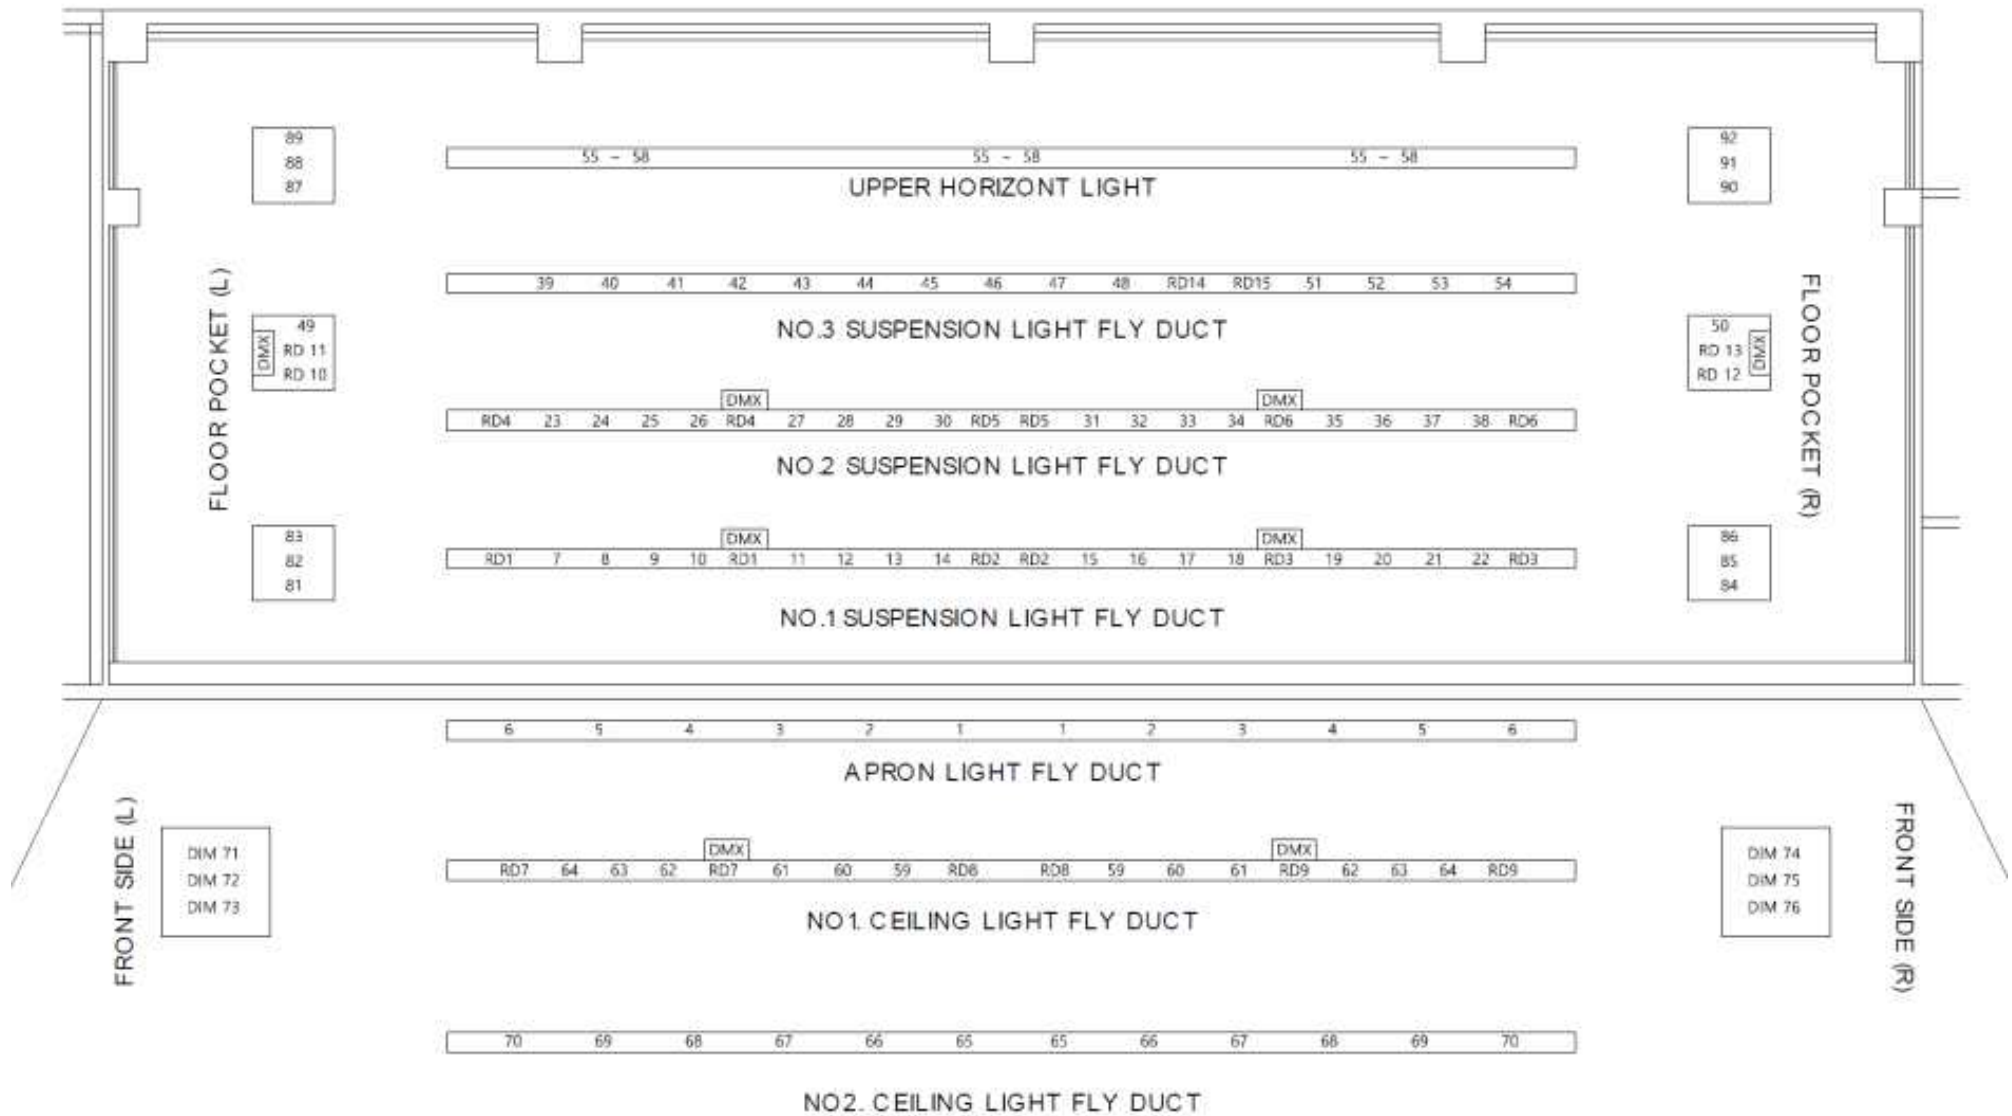 89
88
87
55 - 58 55 - 58 55 - 58
UPPER HORIZONT LIGHT
92
91
90
39 40 41 42 43 44 45 46 47 48 RD14 RD15 51 52 53 54
NO.3 SUSPENSION LIGHT FLY DUCT
FLOOR POCKET (L)
49
RD 11
RD 10
DMX
50
RD 13
RD 12
DMX
FLOOR POCKET (R)
DMX DMX
RD4 23 24 25 26 RD4 27 28 29 30 RD5 RD5 31 32 33 34 RD6 35 36 37 38 RD6
NO.2 SUSPENSION LIGHT FLY DUCT
83
82
81
DMX DMX
RD1 7 8 9 10 RD1 11 12 13 14 RD2 RD2 15 16 17 18 RD3 19 20 21 22 RD3
NO.1 SUSPENSION LIGHT FLY DUCT
86
85
84
6 5 4 3 2 1 1 2 3 4 5 6
APRON LIGHT FLY DUCT
FRONT SIDE (L)
DIM 71
DIM 72
DIM 73
DMX DMX
RD7 64 63 62 RD7 61 60 59 RD8 RD8 59 60 61 RD9 62 63 64 RD9
NO1. CEILING LIGHT FLY DUCT
DIM 74
DIM 75
DIM 76
FRONT SIDE (R)
70 69 68 67 66 65 65 66 67 68 69 70
NO2. CEILING LIGHT FLY DUCT